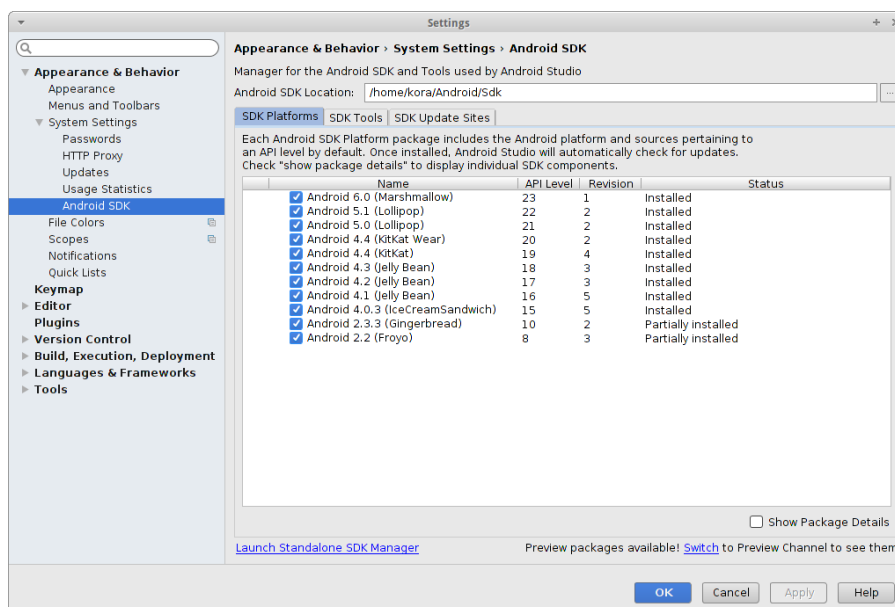 Settings
Appearance & Behavior › System Settings › Android SDK
Appearance & Behavior
Appearance
Menus and Toolbars
System Settings
Passwords
HTTP Proxy
Updates
Usage Statistics
Android SDK
File Colors
Scopes
Notifications
Quick Lists
Keymap
Editor
Plugins
Version Control
Build, Execution, Deployment
Languages & Frameworks
Tools
Manager for the Android SDK and Tools used by Android Studio
Android SDK Location: /home/kora/Android/Sdk ...
SDK Platforms SDK Tools SDK Update Sites
Each Android SDK Platform package includes the Android platform and sources pertaining to
an API level by default. Once installed, Android Studio will automatically check for updates.
Check "show package details" to display individual SDK components.
Name API Level Revision Status
Android 6.0 (Marshmallow) 23 1 Installed
Android 5.1 (Lollipop) 22 2 Installed
Android 5.0 (Lollipop) 21 2 Installed
Android 4.4 (KitKat Wear) 20 2 Installed
Android 4.4 (KitKat) 19 4 Installed
Android 4.3 (Jelly Bean) 18 3 Installed
Android 4.2 (Jelly Bean) 17 3 Installed
Android 4.1 (Jelly Bean) 16 5 Installed
Android 4.0.3 (IceCreamSandwich) 15 5 Installed
Android 2.3.3 (Gingerbread) 10 2 Partially installed
Android 2.2 (Froyo) 8 3 Partially installed
Show Package Details
Launch Standalone SDK Manager Preview packages available! Switch to Preview Channel to see them
OK Cancel Apply Help